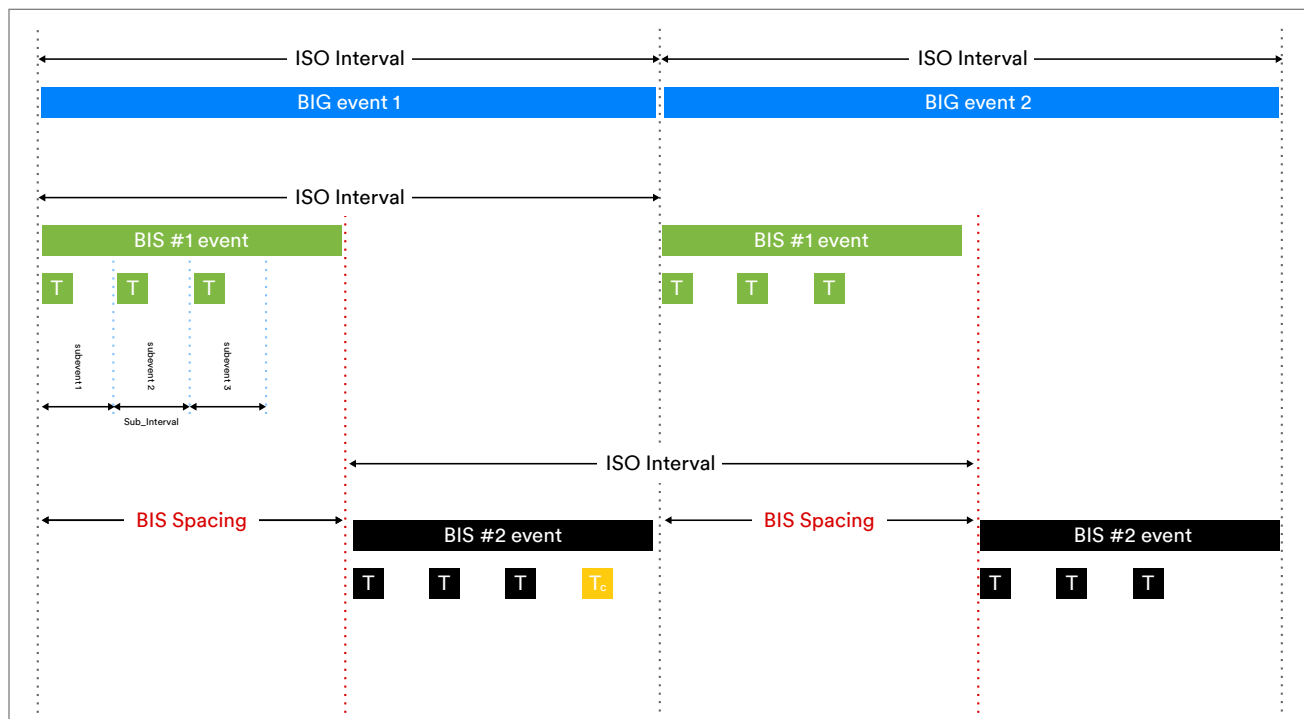 ISO Interval
ISO Interval
BIG event 1
BIG event 2
ISO Interval
BIS #1 event
BIS #1 event
T
T
T
T
T
T
subevent 1
subevent 2
subevent 3
Sub_Interval
ISO Interval
BIS Spacing
BIS Spacing
BIS #2 event
BIS #2 event
T
T
T
Tc
T
T
T